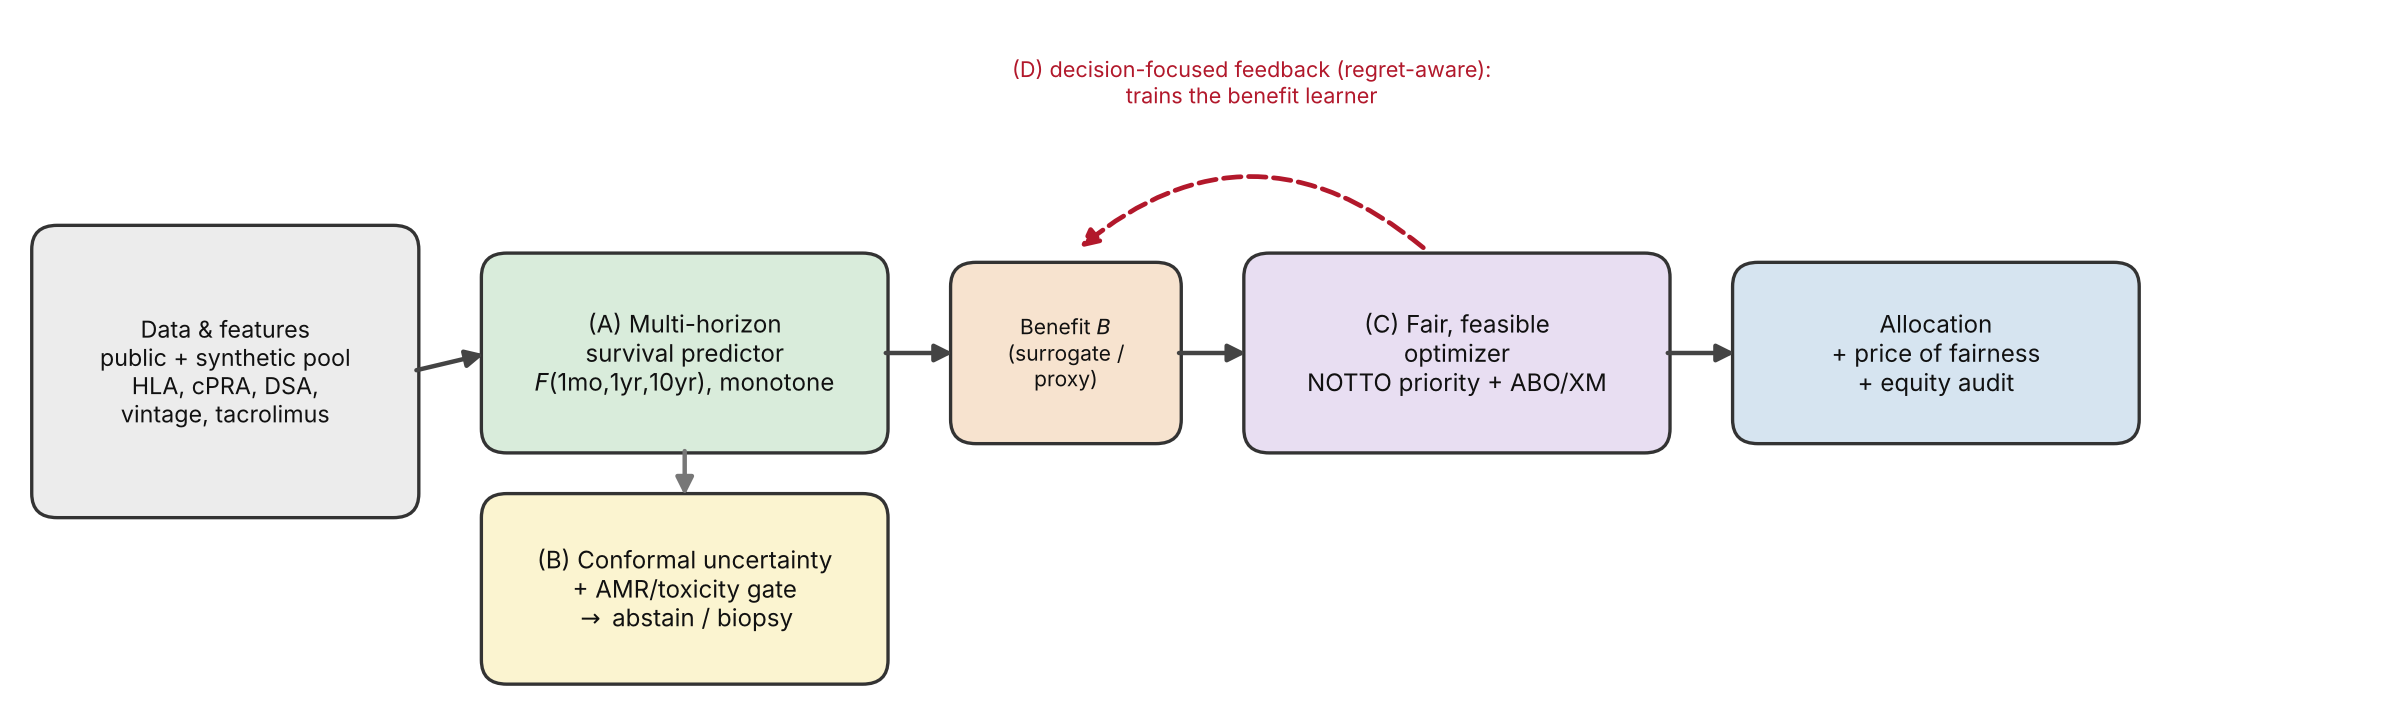 (D) decision-focused feedback (regret-aware):
trains the benefit learner
Data & features
public + synthetic pool
HLA, cPRA, DSA,
vintage, tacrolimus
(A) Multi-horizon
survival predictor
F(1mo,1yr,10yr), monotone
(B) Conformal uncertainty
+ AMR/toxicity gate
→ abstain / biopsy
Benefit B
(surrogate /
proxy)
(C) Fair, feasible
optimizer
NOTTO priority + ABO/XM
Allocation
+ price of fairness
+ equity audit